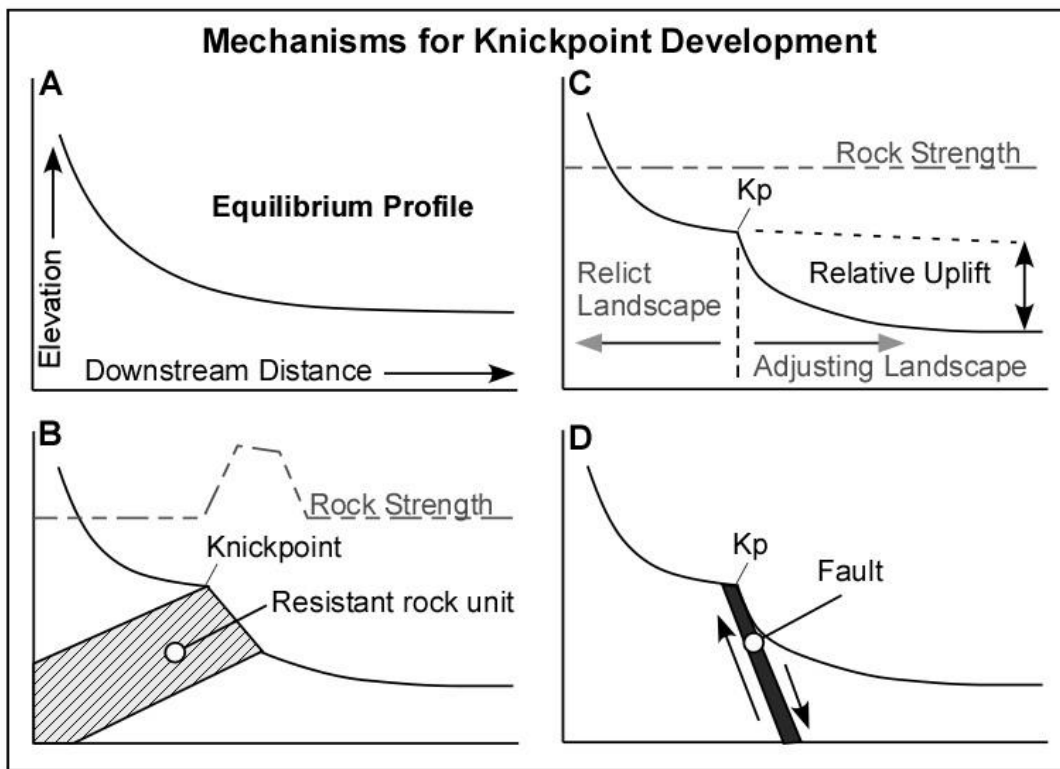 Mechanisms for Knickpoint Development
A
Elevation
Equilibrium Profile
Downstream Distance
B
Rock Strength
Knickpoint
Resistant rock unit
C
Rock Strength
Kp
Relict
Landscape
Relative Uplift
Adjusting Landscape
D
Kp
Fault